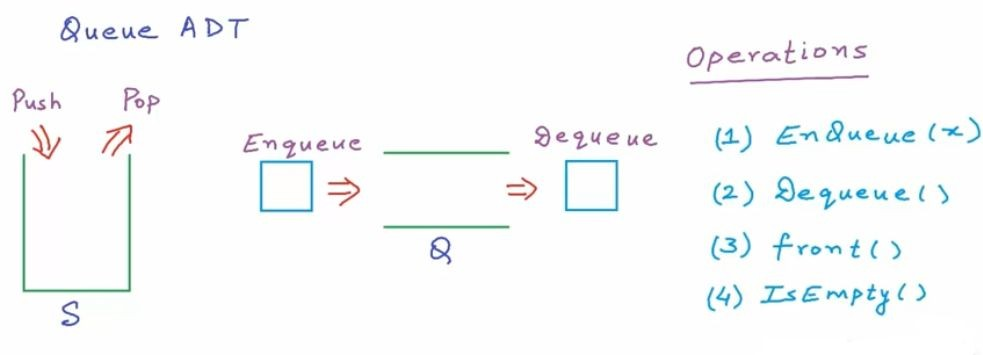 Queue ADT
Push Pop
S
Enqueue Dequeue
Q
Operations
(1) EnQueue(x)
(2) Dequeue()
(3) front()
(4) IsEmpty()